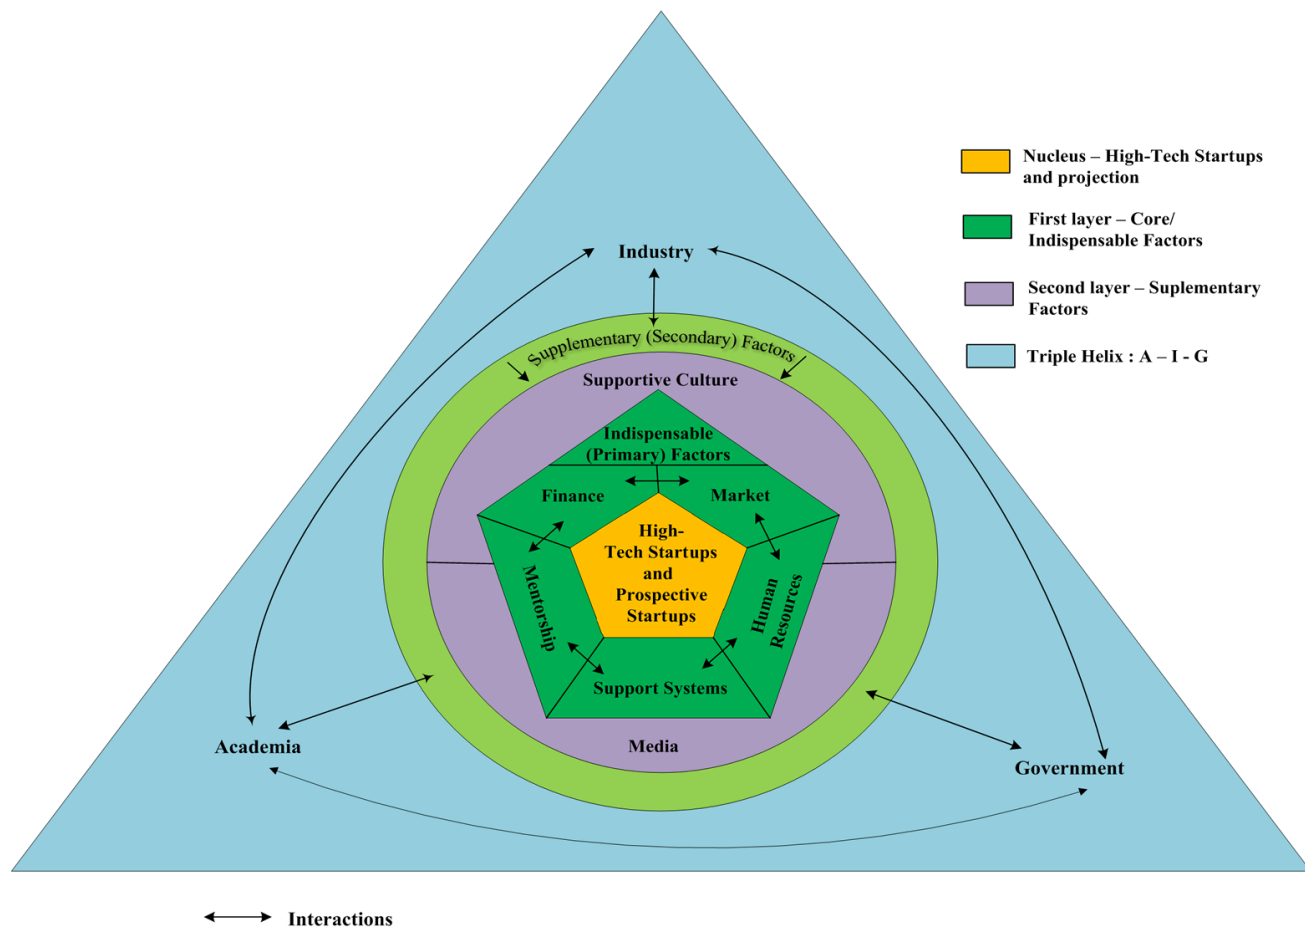 Nucleus – High-Tech Startups
and projection
First layer – Core/
Indispensable Factors
Second layer – Suplementary
Factors
Triple Helix : A – I - G
Industry
Supplementary (Secondary) Factors
Supportive Culture
Indispensable
(Primary) Factors
Finance
Market
High-
Tech Startups
and
Prospective
Startups
Mentorship
Human
Resources
Support Systems
Media
Academia
Government
Interactions